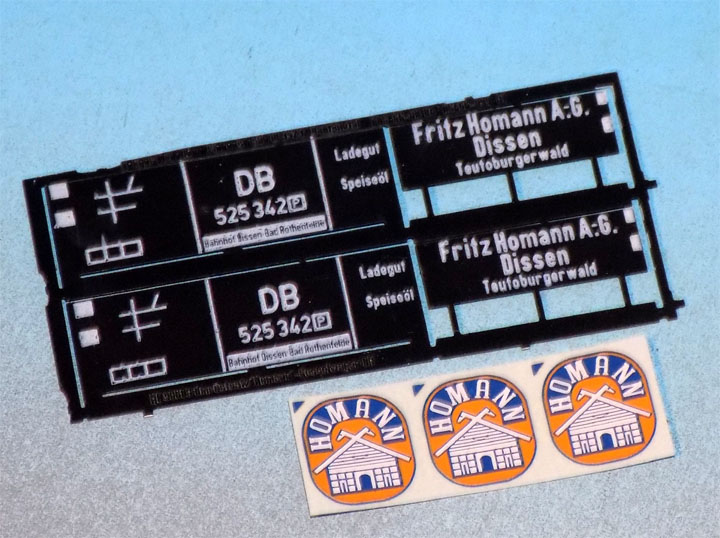 Fritz Homann A.-G.
Dissen
Teutoburgerwald
Ladegut
Speiseöl
DB
525 342 P
Bahnhof Dissen-Bad Rothenfelde
Fritz Homann A.-G.
Dissen
Teutoburgerwald
Ladegut
Speiseöl
DB
525 342 P
Bahnhof Dissen-Bad Rothenfelde
HOMANN
HOMANN
HOMANN